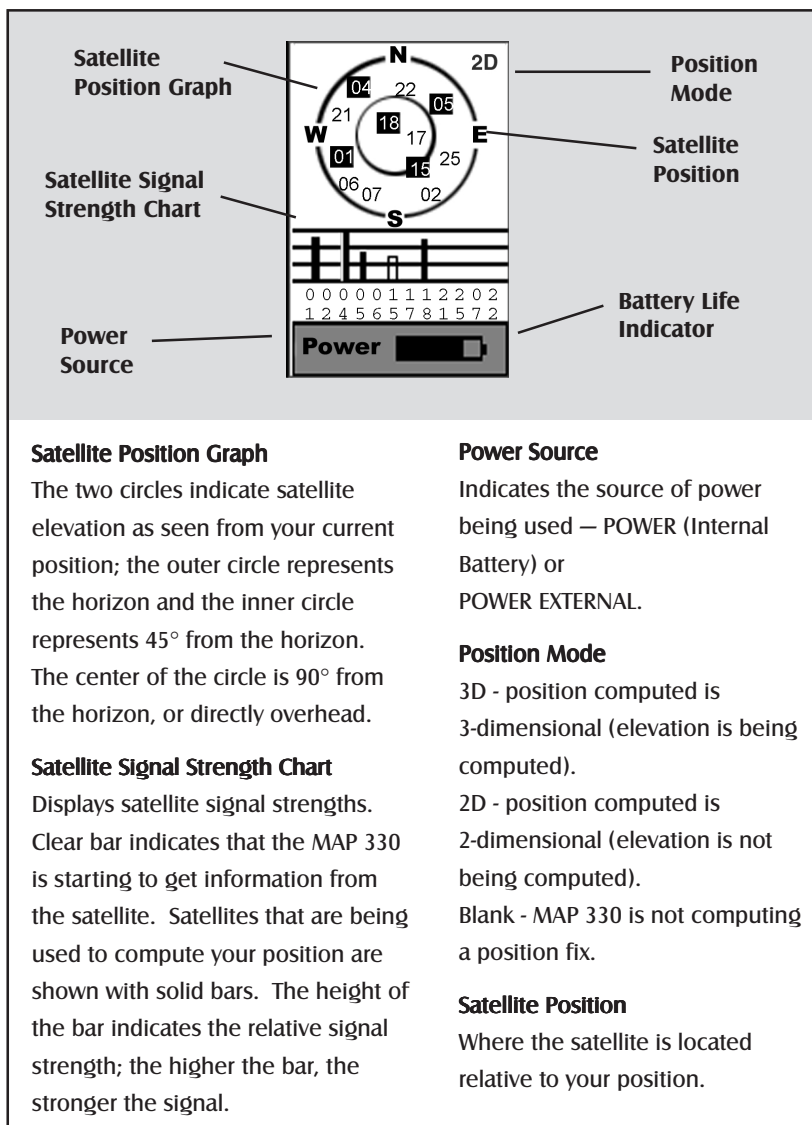 Satellite
Position Graph
Satellite Signal
Strength Chart
Power
Source
N
2D
04
22
05
21
18
W
17
E
01
25
15
06
07
02
S
0 0 0 0 0 1 1 1 2 2 0 2
1 2 4 5 6 5 7 8 1 5 7 2
Power
Position
Mode
Satellite
Position
Battery Life
Indicator
Satellite Position Graph
The two circles indicate satellite
elevation as seen from your current
position; the outer circle represents
the horizon and the inner circle
represents 45° from the horizon.
The center of the circle is 90° from
the horizon, or directly overhead.
Satellite Signal Strength Chart
Displays satellite signal strengths.
Clear bar indicates that the MAP 330
is starting to get information from
the satellite. Satellites that are being
used to compute your position are
shown with solid bars. The height of
the bar indicates the relative signal
strength; the higher the bar, the
stronger the signal.
Power Source
Indicates the source of power
being used — POWER (Internal
Battery) or
POWER EXTERNAL.
Position Mode
3D - position computed is
3-dimensional (elevation is being
computed).
2D - position computed is
2-dimensional (elevation is not
being computed).
Blank - MAP 330 is not computing
a position fix.
Satellite Position
Where the satellite is located
relative to your position.